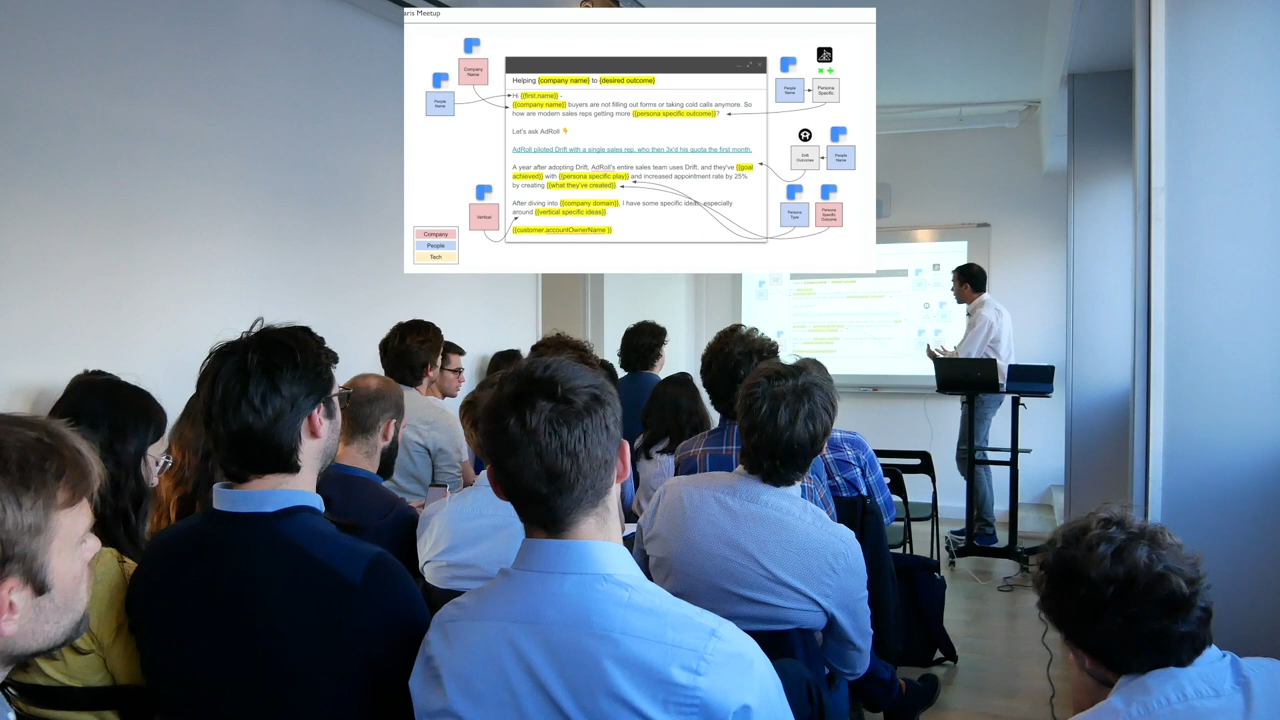 aris Meetup
Company
Name
People
Name
Helping {company name} to {desired outcome}
Hi {{first.name}} -
{{company name}} buyers are not filling out forms or taking cold calls anymore. So
how are modern sales reps getting more {{persona specific outcome}}?
Let's ask AdRoll 👇
AdRoll piloted Drift with a single sales rep, who then 3x'd his quota the first month.
A year after adopting Drift, AdRoll's entire sales team uses Drift, and they've {{goal
achieved}} with {{persona specific play}} and increased appointment rate by 25%
by creating {{what they've created}}.
After diving into {{company domain}}, I have some specific ideas, especially
around {{vertical specific ideas}}.
{{customer.accountOwnerName }}
People
Name
Persona
Specific
Drift
Outcomes
People
Name
Persona
Type
Persona
Specific
Outcome
Vertical
Company
People
Tech